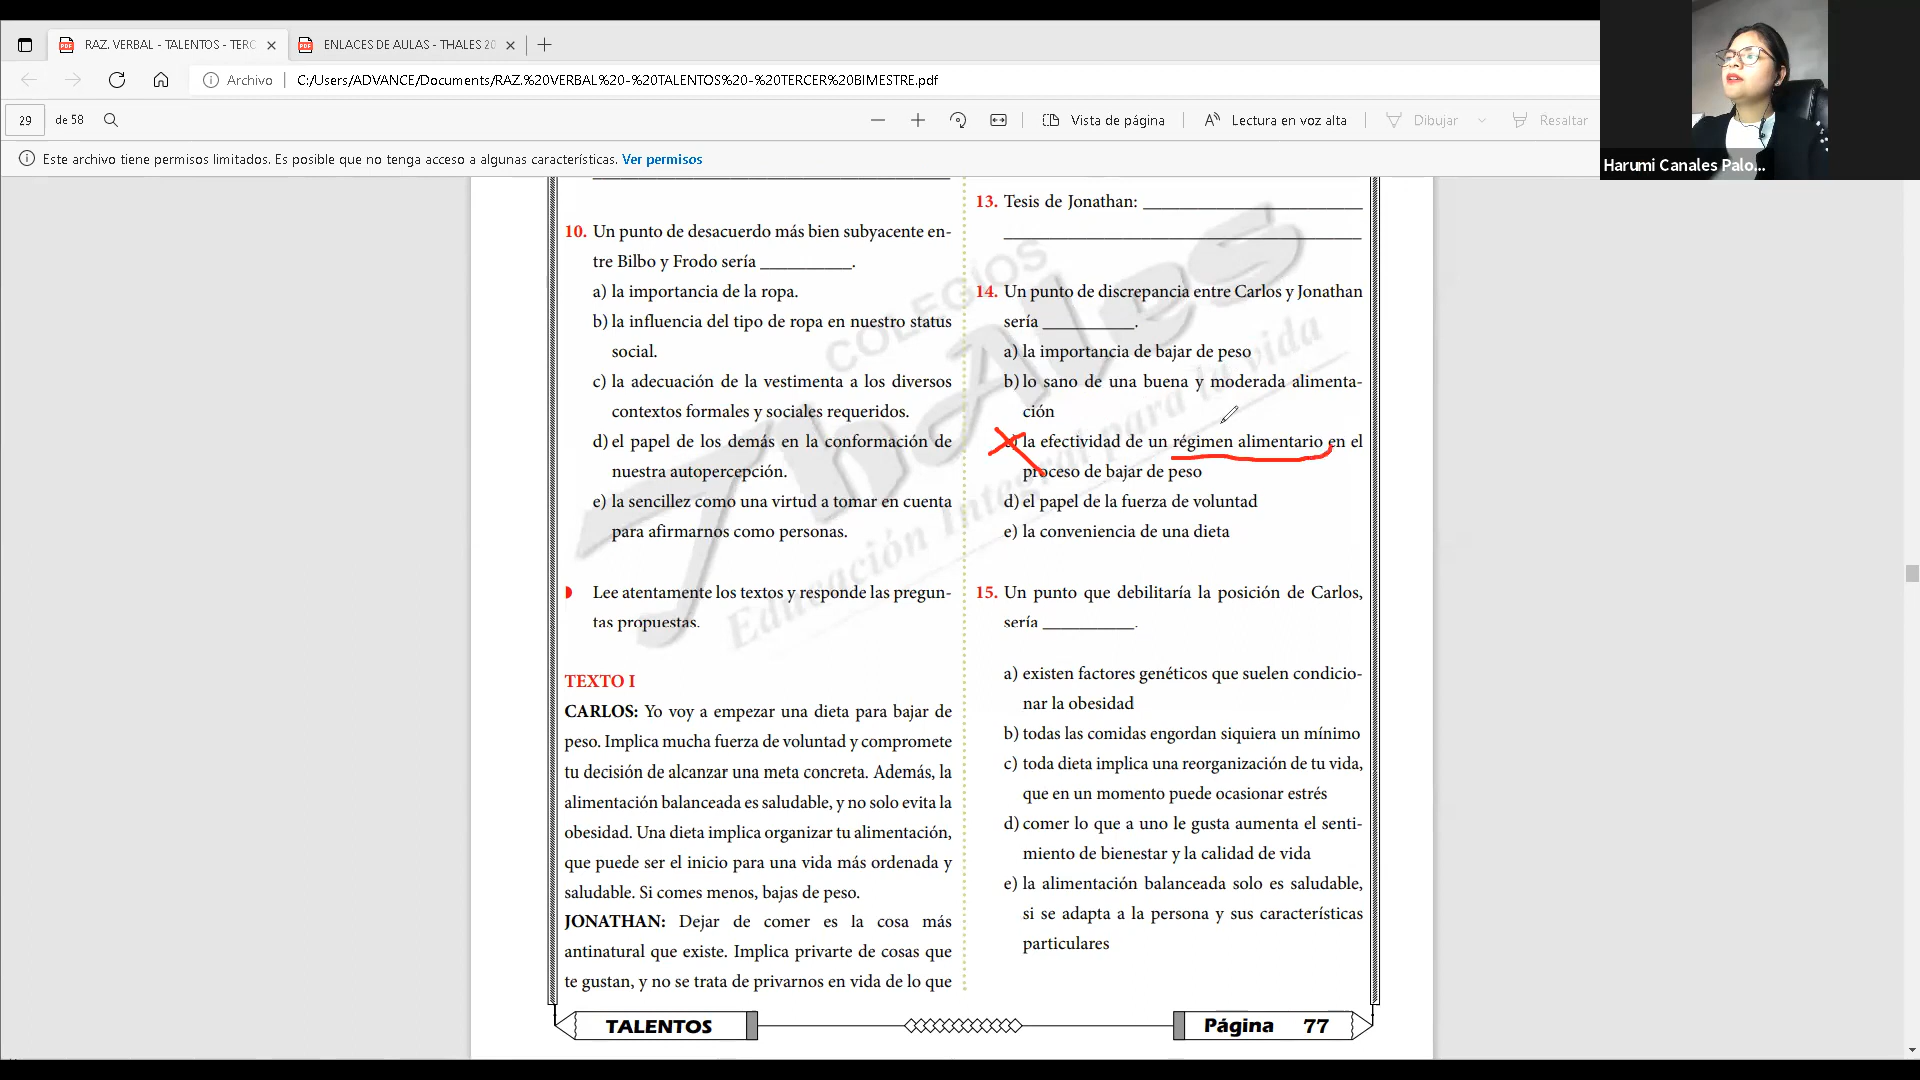 RAZ. VERBAL - TALENTOS - TERC
ENLACES DE AULAS - THALES 20
Archivo
C:/Users/ADVANCE/Documents/RAZ.%20VERBAL%20-%20TALENTOS%20-%20TERCER%20BIMESTRE.pdf
29
de 58
Vista de página
Lectura en voz alta
Dibujar
Resaltar
Este archivo tiene permisos limitados. Es posible que no tenga acceso a algunas características. Ver permisos
Harumi Canales Palo...
COLEGIOS
Thales
Educación Integral para la vida
10. Un punto de desacuerdo más bien subyacente en-
tre Bilbo y Frodo sería ___________.
a) la importancia de la ropa.
b) la influencia del tipo de ropa en nuestro status
social.
c) la adecuación de la vestimenta a los diversos
contextos formales y sociales requeridos.
d) el papel de los demás en la conformación de
nuestra autopercepción.
e) la sencillez como una virtud a tomar en cuenta
para afirmarnos como personas.
Lee atentamente los textos y responde las pregun-
tas propuestas.
TEXTO I
CARLOS: Yo voy a empezar una dieta para bajar de
peso. Implica mucha fuerza de voluntad y compromete
tu decisión de alcanzar una meta concreta. Además, la
alimentación balanceada es saludable, y no solo evita la
obesidad. Una dieta implica organizar tu alimentación,
que puede ser el inicio para una vida más ordenada y
saludable. Si comes menos, bajas de peso.
JONATHAN: Dejar de comer es la cosa más
antinatural que existe. Implica privarte de cosas que
te gustan, y no se trata de privarnos en vida de lo que
13. Tesis de Jonathan: __________________________
14. Un punto de discrepancia entre Carlos y Jonathan
sería ___________.
a) la importancia de bajar de peso
b) lo sano de una buena y moderada alimenta-
ción
c) la efectividad de un régimen alimentario en el
proceso de bajar de peso
d) el papel de la fuerza de voluntad
e) la conveniencia de una dieta
15. Un punto que debilitaría la posición de Carlos,
sería ___________.
a) existen factores genéticos que suelen condicio-
nar la obesidad
b) todas las comidas engordan siquiera un mínimo
c) toda dieta implica una reorganización de tu vida,
que en un momento puede ocasionar estrés
d) comer lo que a uno le gusta aumenta el senti-
miento de bienestar y la calidad de vida
e) la alimentación balanceada solo es saludable,
si se adapta a la persona y sus características
particulares
TALENTOS
Página 77